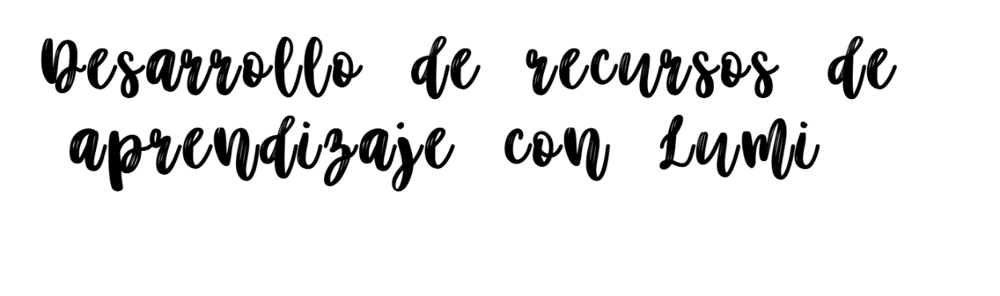 Desarrollo de recursos de
aprendizaje con Lumi